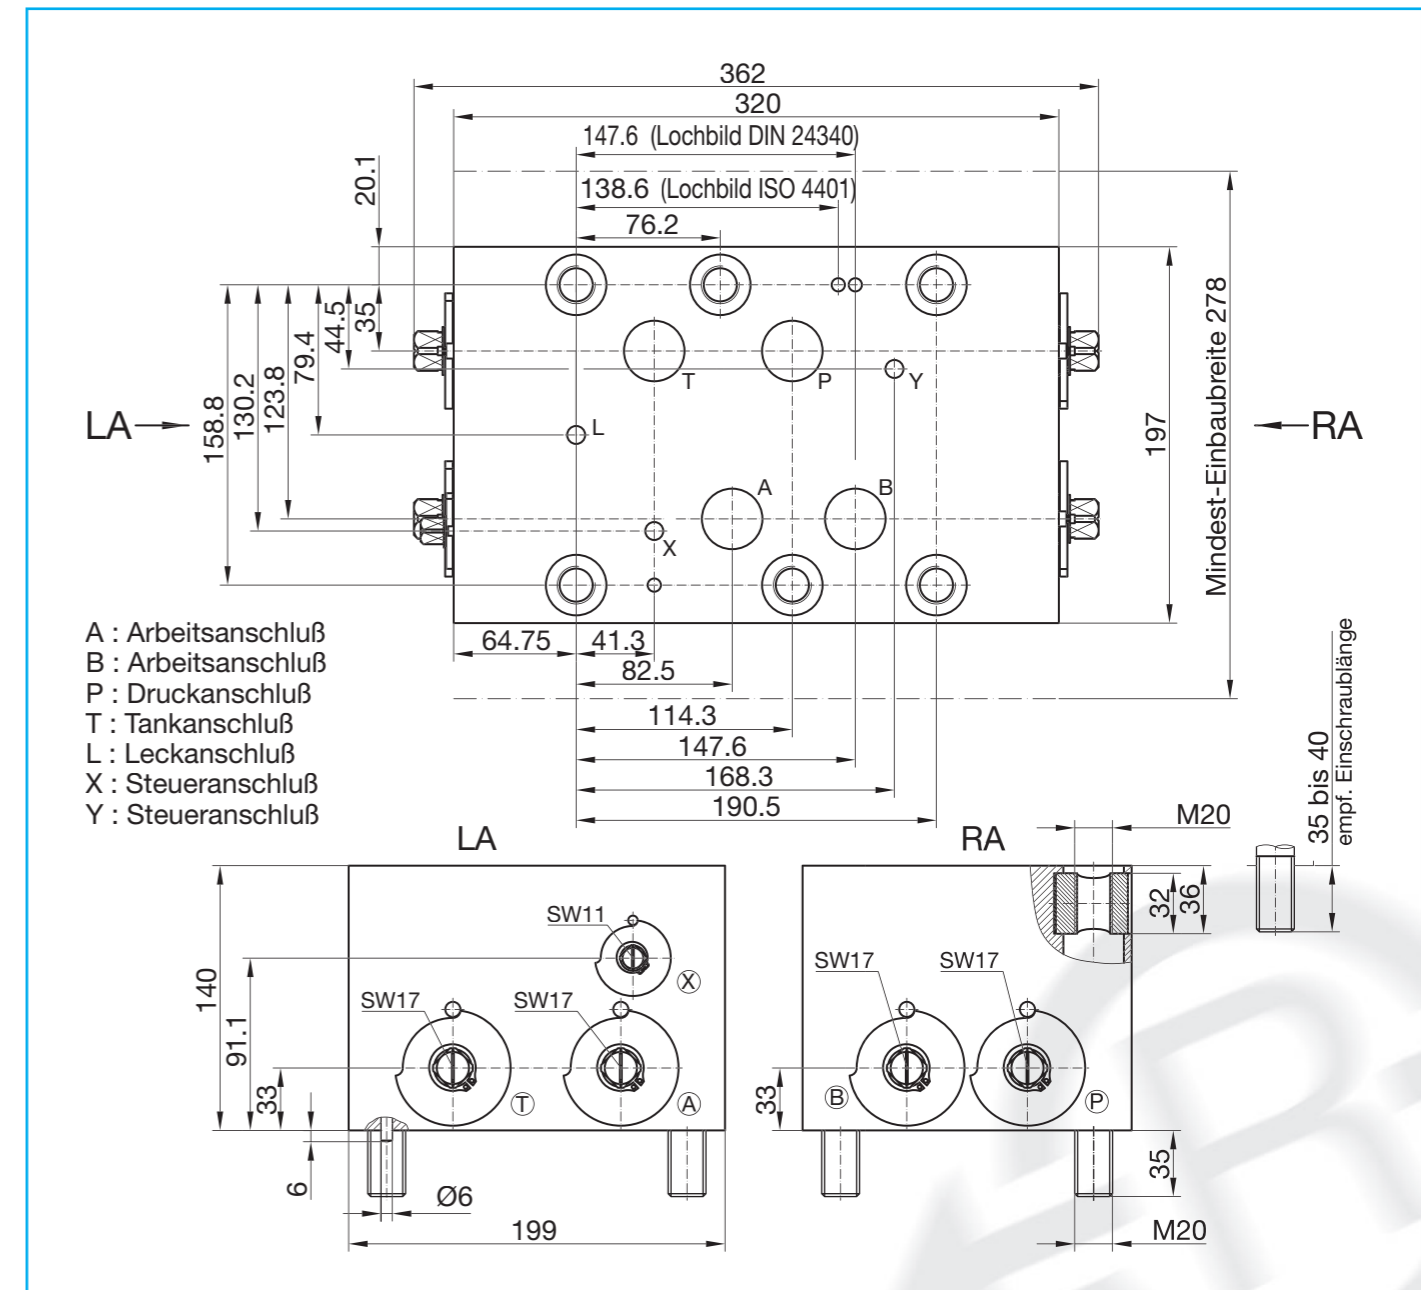 362
320
147.6 (Lochbild DIN 24340)
138.6 (Lochbild ISO 4401)
76.2
20.1
35
44.5
79.4
123.8
130.2
158.8
T
P
Y
L
A
B
X
LA
RA
197
Mindest-Einbaubreite 278
64.75
41.3
82.5
114.3
147.6
168.3
190.5
A : Arbeitsanschluß
B : Arbeitsanschluß
P : Druckanschluß
T : Tankanschluß
L : Leckanschluß
X : Steueranschluß
Y : Steueranschluß
35 bis 40
empf. Einschraublänge
LA
SW11
X
SW17
SW17
T
A
140
91.1
33
6
Ø6
199
RA
M20
32
36
SW17
SW17
B
P
33
35
M20